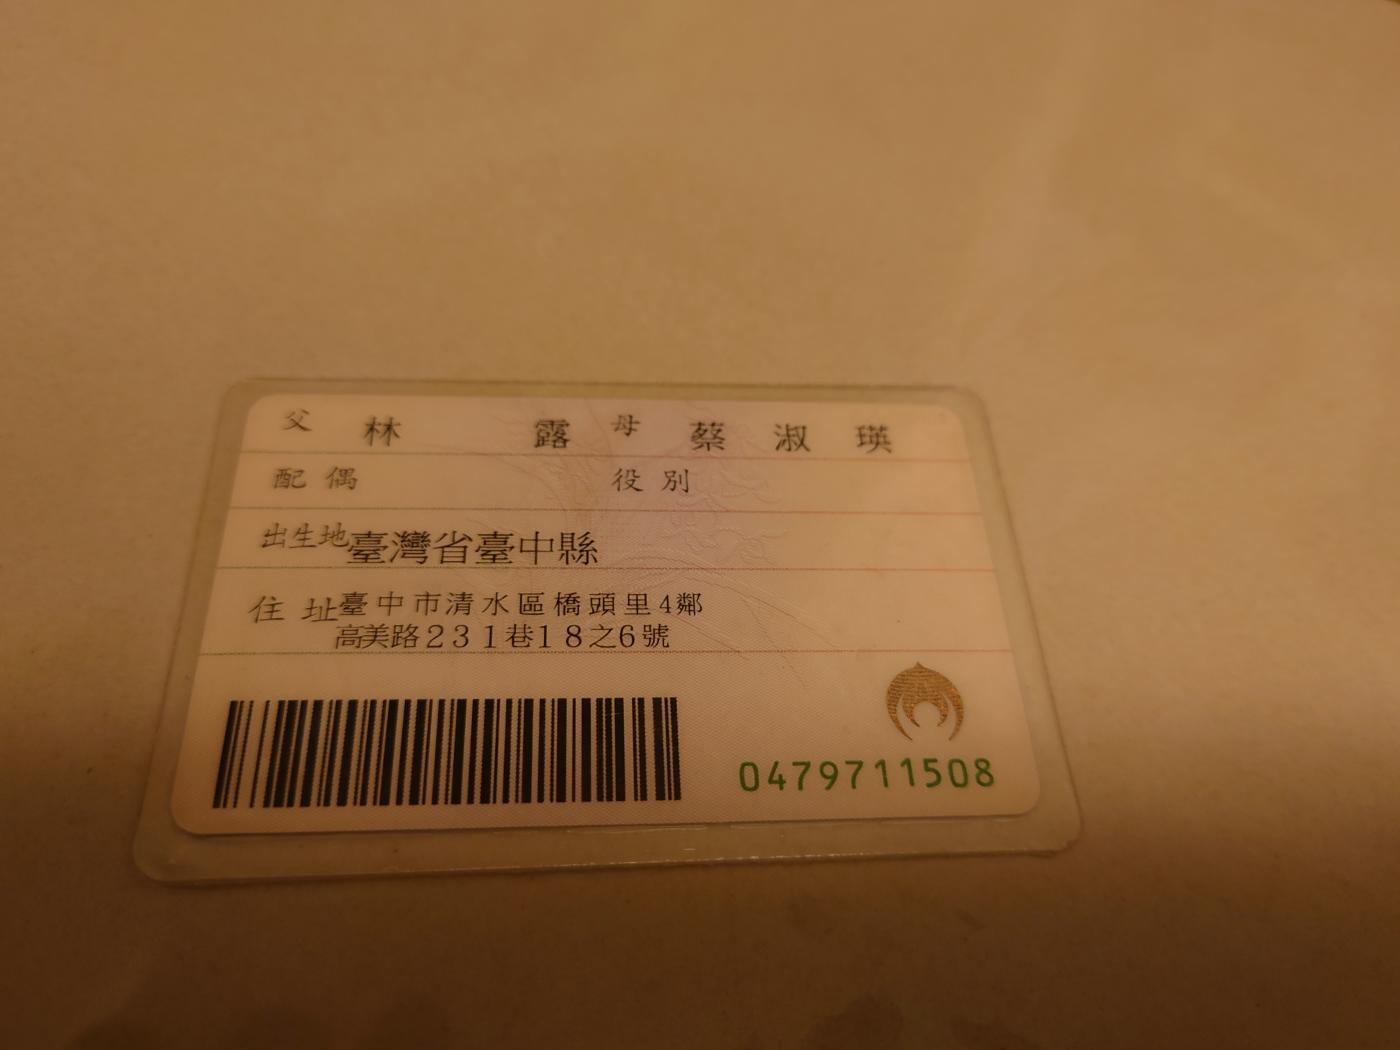 父 林 露 母 蔡 淑 瑛
配偶 役別
出生地 臺灣省臺中縣
住址 臺中市清水區橋頭里4鄰
高美路231巷18之6號
0479711508